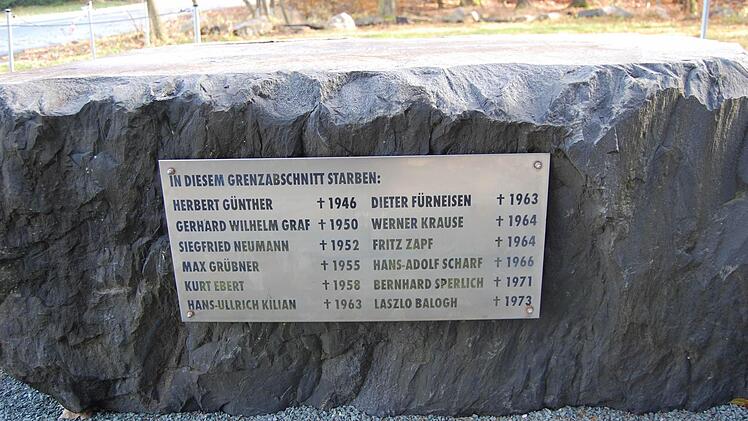 IN DIESEM GRENZABSCHNITT STARBEN:
HERBERT GÜNTHER † 1946 DIETER FÜRNEISEN † 1963
GERHARD WILHELM GRAF † 1950 WERNER KRAUSE † 1964
SIEGFRIED NEUMANN † 1952 FRITZ ZAPF † 1964
MAX GRÜBNER † 1955 HANS-ADOLF SCHARF † 1966
KURT EBERT † 1958 BERNHARD SPERLICH † 1971
HANS-ULLRICH KILIAN † 1963 LASZLO BALOGH † 1973